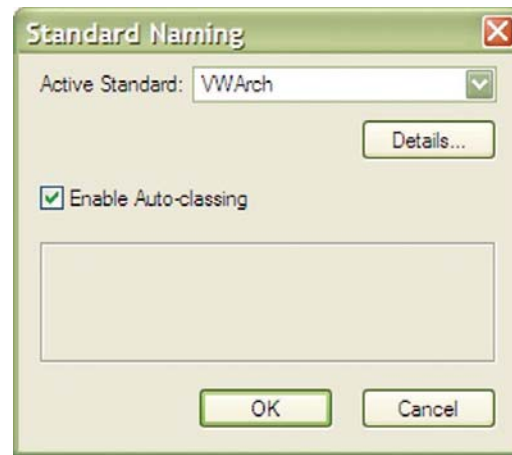 Standard Naming
Active Standard: VWArch
Details...
Enable Auto-classing
OK Cancel